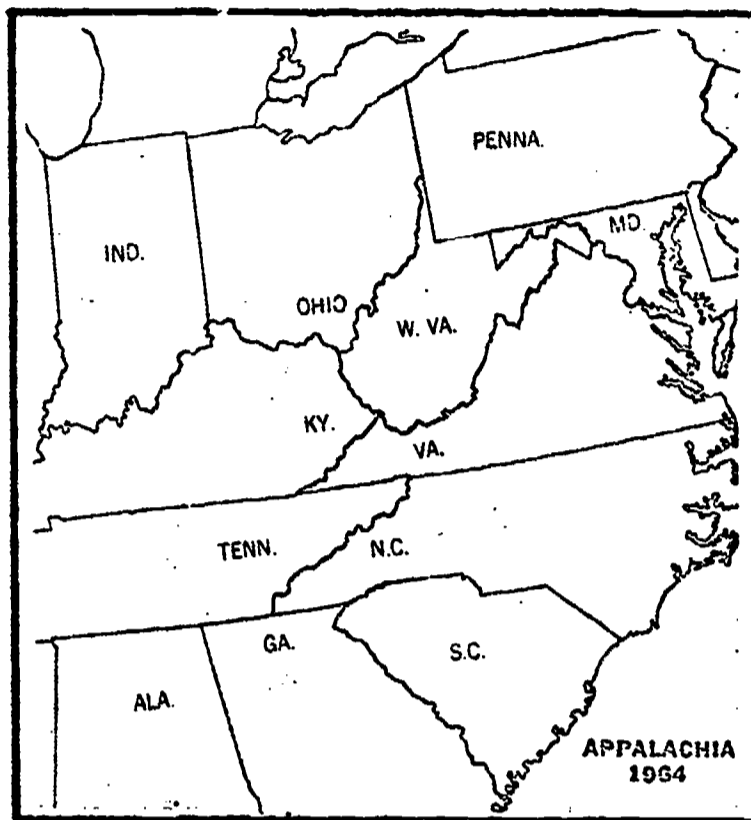 PENNA.
MD.
IND.
OHIO
W. VA.
KY.
VA.
TENN.
N.C.
GA.
S.C.
ALA.
APPALACHIA
1964